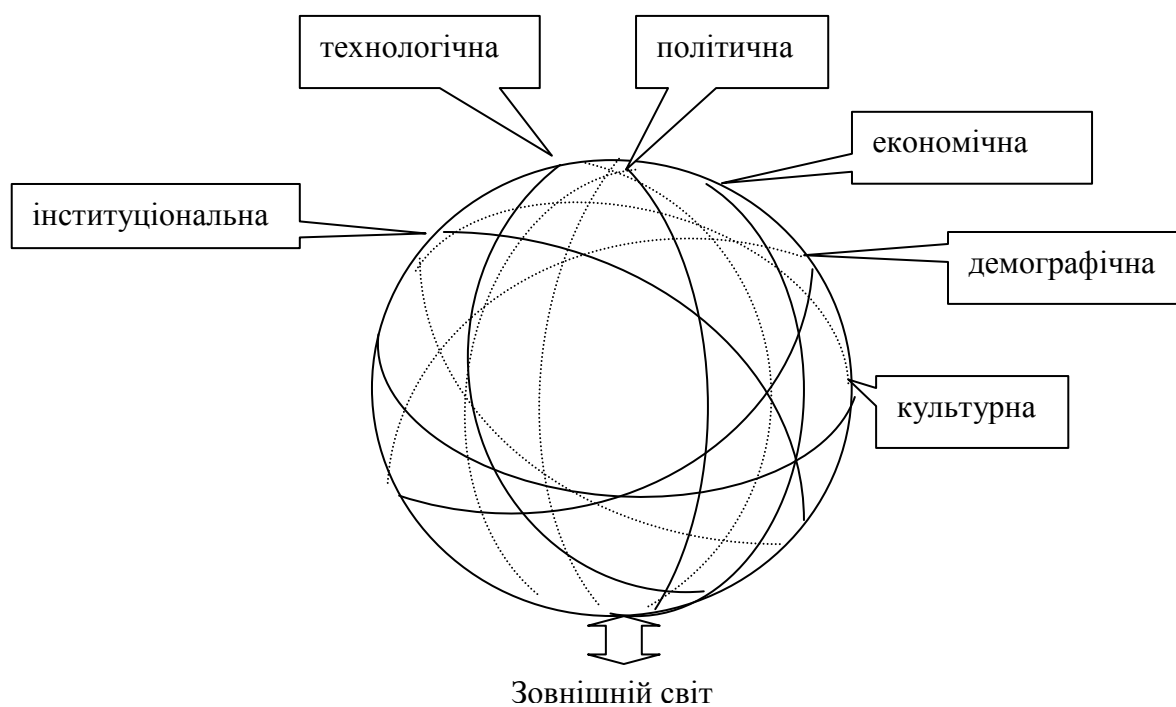 технологічна
політична
економічна
інституціональна
демографічна
культурна
Зовнішній світ